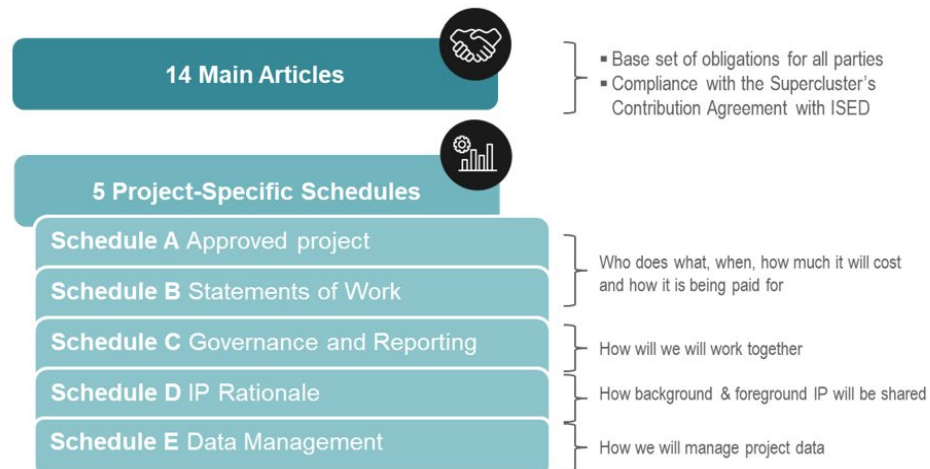 14 Main Articles
▪ Base set of obligations for all parties
▪ Compliance with the Supercluster's
Contribution Agreement with ISED
5 Project-Specific Schedules
Schedule A Approved project
Schedule B Statements of Work
Who does what, when, how much it will cost
and how it is being paid for
Schedule C Governance and Reporting
How will we will work together
Schedule D IP Rationale
How background & foreground IP will be shared
Schedule E Data Management
How we will manage project data